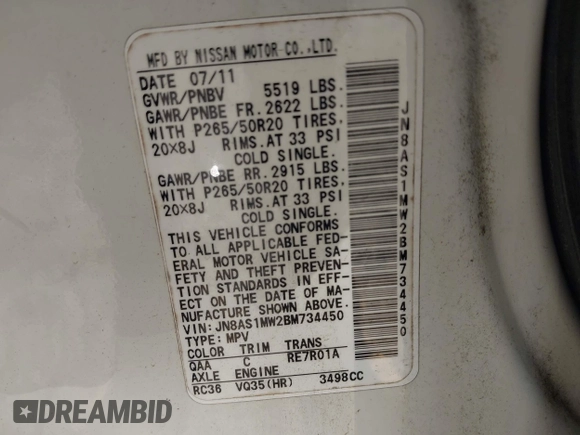 MFD BY NISSAN MOTOR CO.,LTD.
DATE 07/11
GVWR/PNBV 5519 LBS.
GAWR/PNBE FR. 2622 LBS.
WITH P265/50R20 TIRES,
20×8J RIMS.AT 33 PSI
COLD SINGLE.
GAWR/PNBE RR. 2915 LBS.
WITH P265/50R20 TIRES,
20×8J RIMS.AT 33 PSI
COLD SINGLE.
THIS VEHICLE CONFORMS
TO ALL APPLICABLE FED-
ERAL MOTOR VEHICLE SA-
FETY AND THEFT PREVEN-
TION STANDARDS IN EFF-
ECT ON THE DATE OF MA-
NUFACTURE SHOWN ABOVE.
VIN: JN8AS1MW2BM734450
TYPE: MPV
COLOR TRIM TRANS
QAA C RE7R01A
AXLE ENGINE
RC36 VQ35(HR) 3498CC
JN8AS1MW2BM734450
DREAMBID